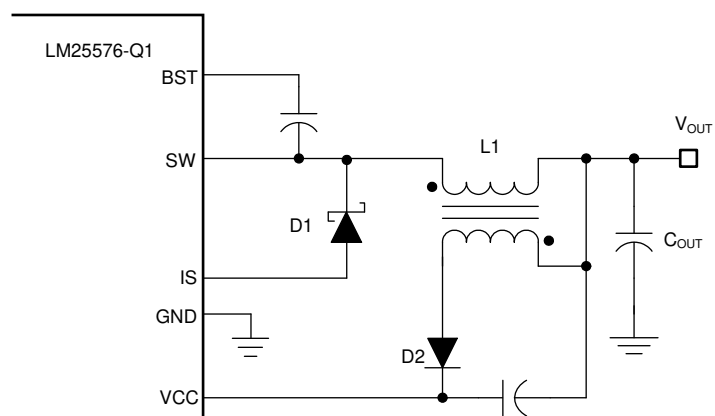 LM25576-Q1
BST
SW
L1
VOUT
D1
COUT
IS
GND
D2
VCC